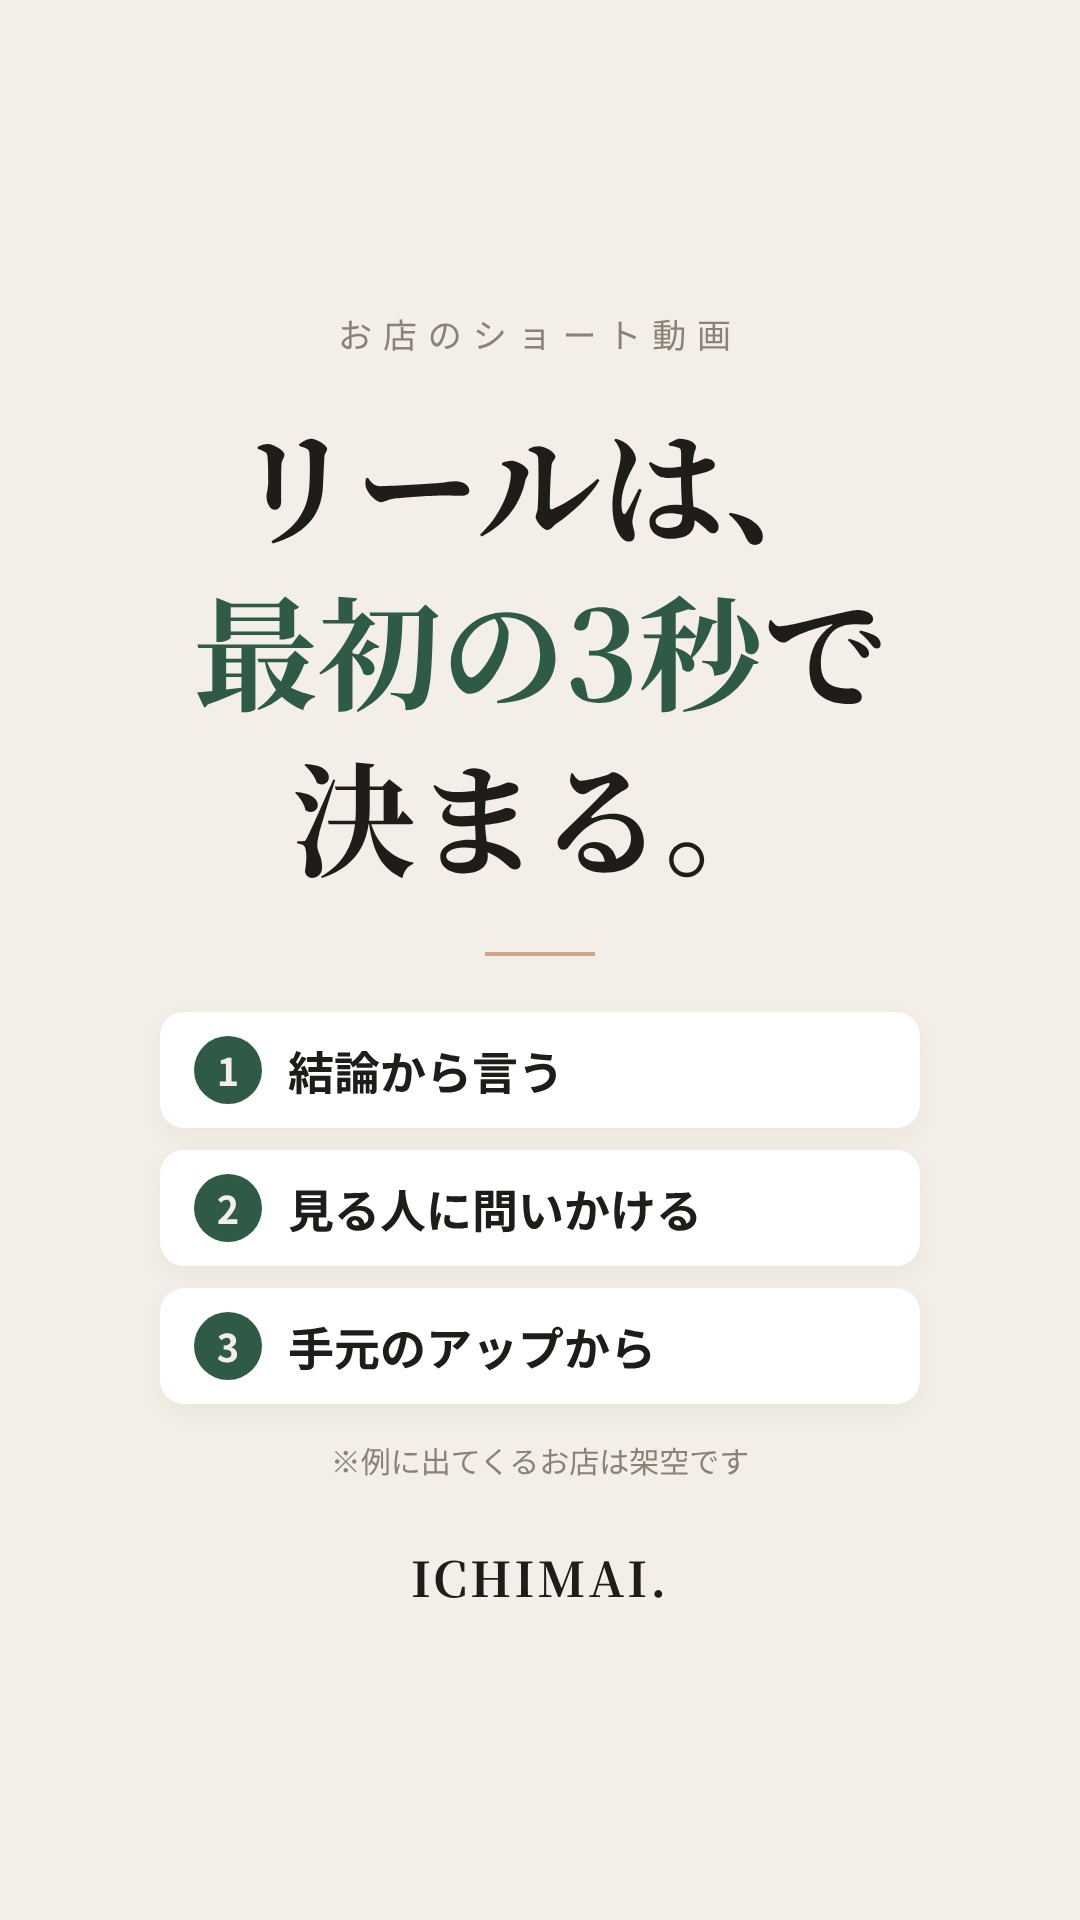 お店のショート動画
リールは、
最初の3秒で
決まる。
1 結論から言う
2 見る人に問いかける
3 手元のアップから
※例に出てくるお店は架空です
ICHIMAI.